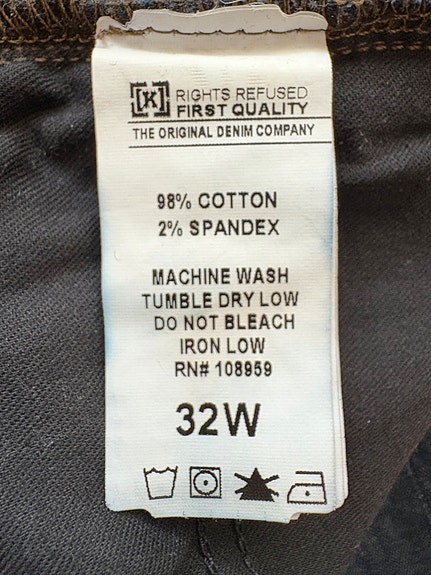 [K] RIGHTS REFUSED
FIRST QUALITY
THE ORIGINAL DENIM COMPANY
98% COTTON
2% SPANDEX
MACHINE WASH
TUMBLE DRY LOW
DO NOT BLEACH
IRON LOW
RN# 108959
32W